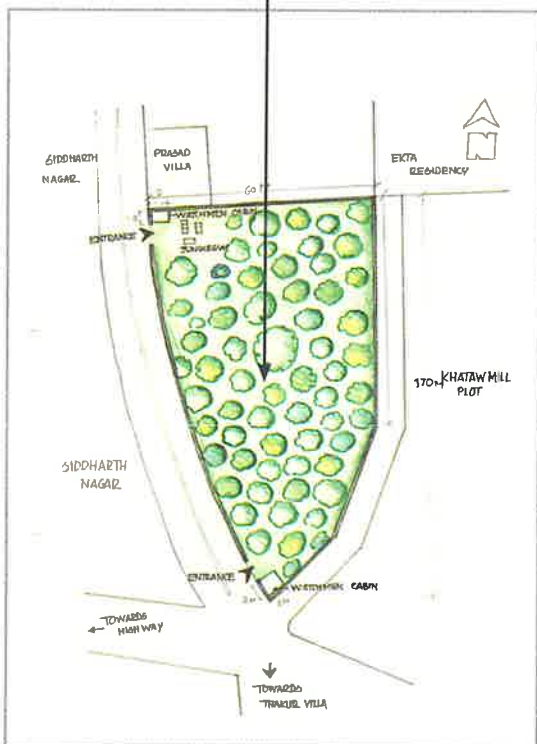 SIDDHARTH
NAGAR
PRASAD
VILLA
EKTA
RESIDENCY
N
60
WATCHMEN CABIN
ENTRANCE
170M
KHATAW MILL
PLOT
SIDDHARTH
NAGAR
ENTRANCE
WATCHMEN CABIN
TOWARDS
HIGHWAY
TOWARDS
THAKUR VILLA